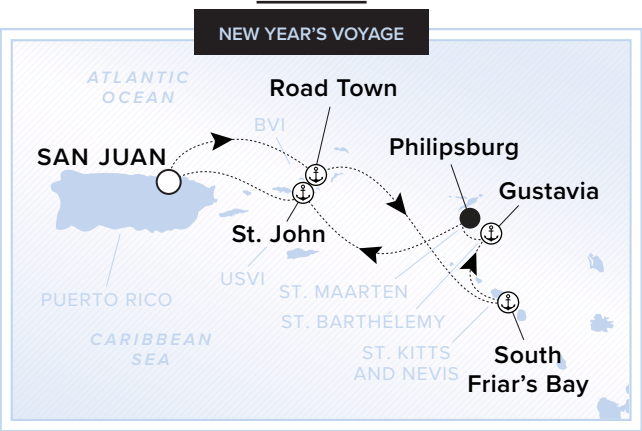 NEW YEAR'S VOYAGE
ATLANTIC
OCEAN
Road Town
BVI
SAN JUAN
Philipsburg
Gustavia
St. John
USVI
ST. MAARTEN
PUERTO RICO
ST. BARTHÉLEMY
CARIBBEAN
SEA
ST. KITTS
AND NEVIS
South
Friar's Bay